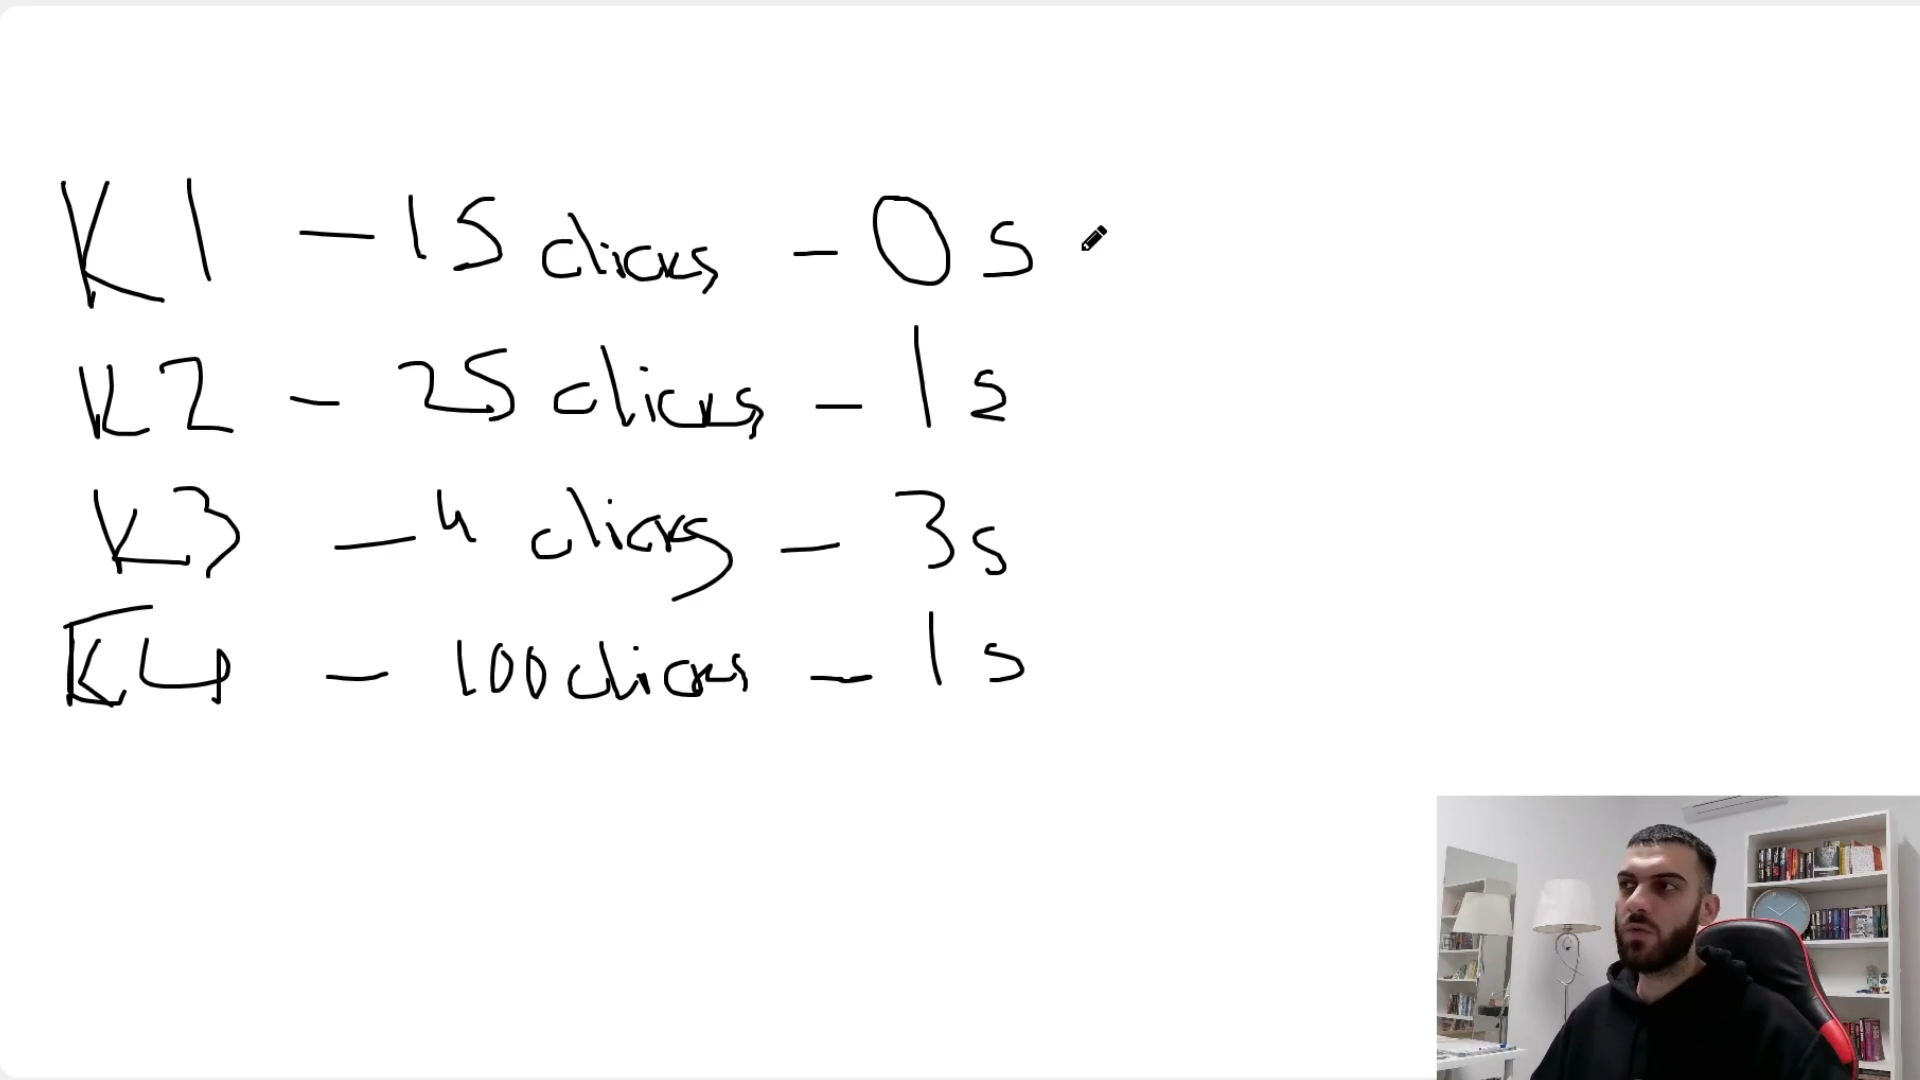 K1 - 15 clicks - 0 s
K2 - 25 clicks - 1 s
K3 - 4 clicks - 3 s
K4 - 100 clicks - 1 s